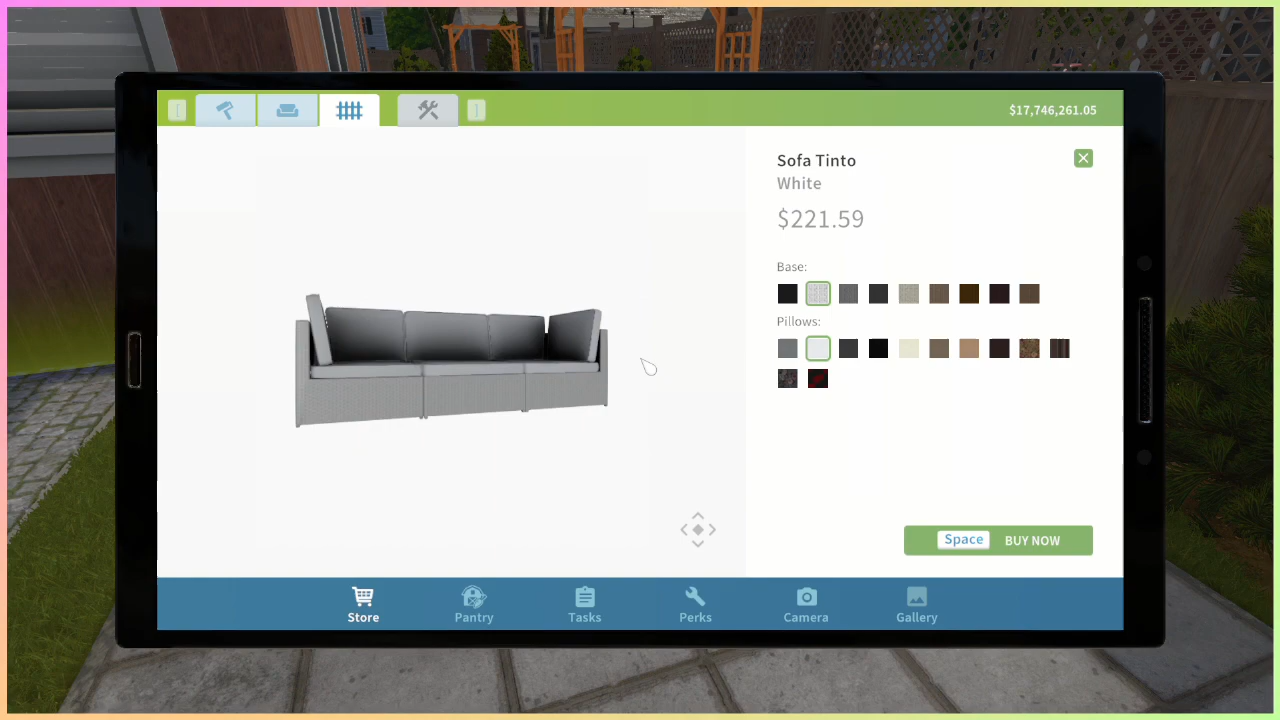 $17,746,261.05
Sofa Tinto
White
$221.59
Base:
Pillows:
Space BUY NOW
Store Pantry Tasks Perks Camera Gallery